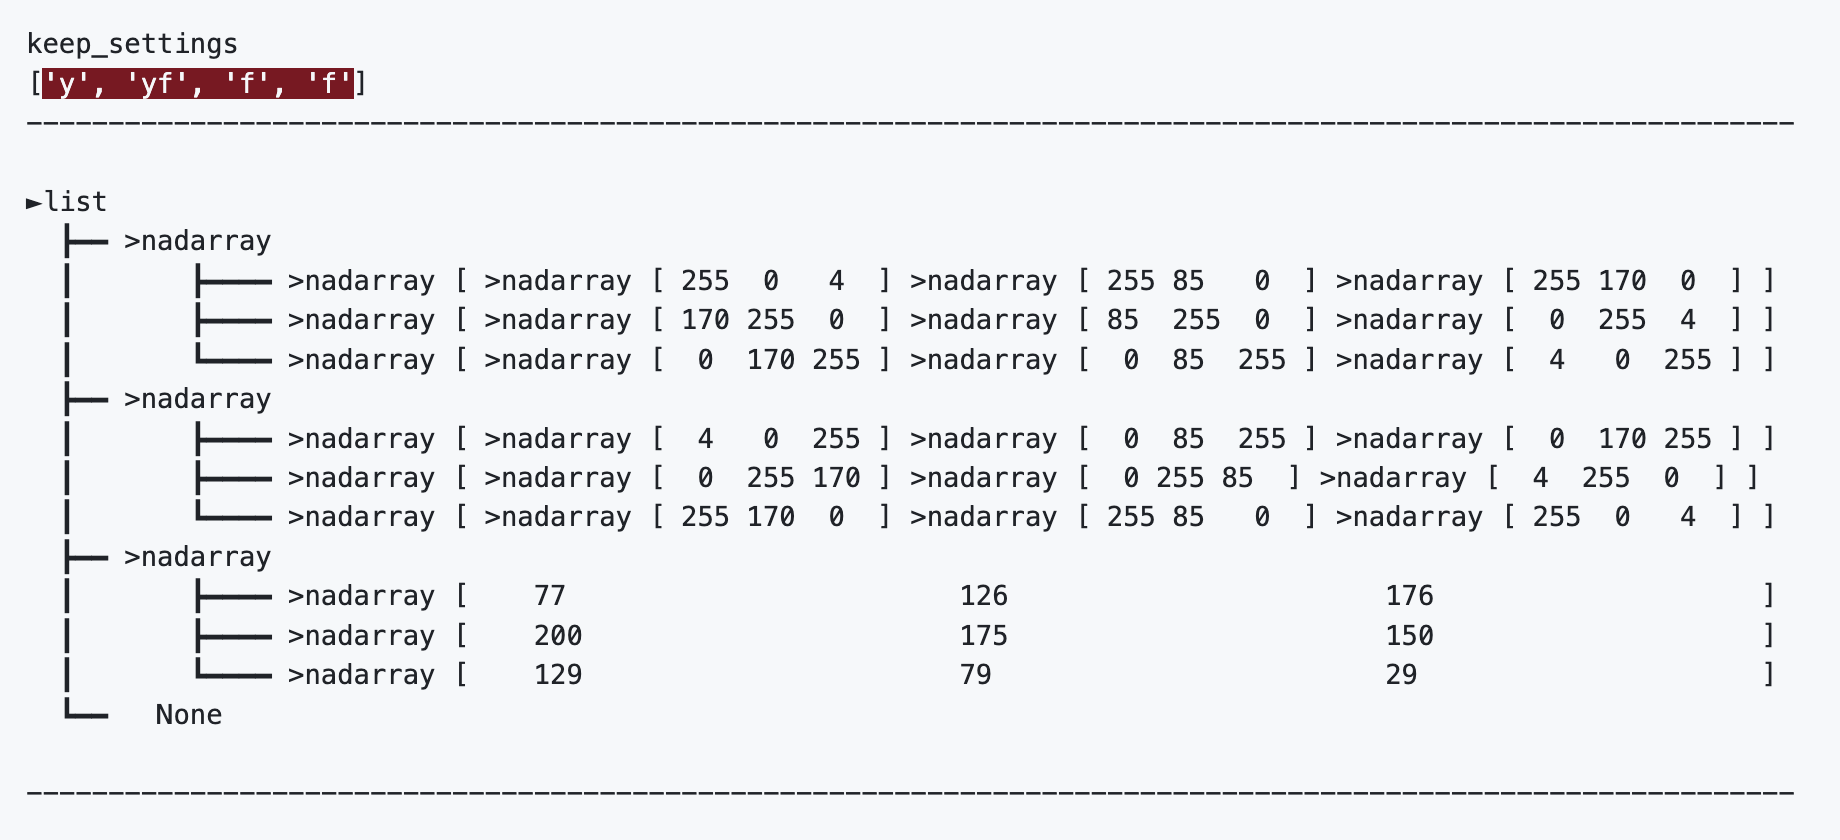 keep_settings
['y', 'yf', 'f', 'f']
►list
>nadarray
>nadarray [ >nadarray [ 255 0 4 ] >nadarray [ 255 85 0 ] >nadarray [ 255 170 0 ] ]
>nadarray [ >nadarray [ 170 255 0 ] >nadarray [ 85 255 0 ] >nadarray [ 0 255 4 ] ]
>nadarray [ >nadarray [ 0 170 255 ] >nadarray [ 0 85 255 ] >nadarray [ 4 0 255 ] ]
>nadarray
>nadarray [ >nadarray [ 4 0 255 ] >nadarray [ 0 85 255 ] >nadarray [ 0 170 255 ] ]
>nadarray [ >nadarray [ 0 255 170 ] >nadarray [ 0 255 85 ] >nadarray [ 4 255 0 ] ]
>nadarray [ >nadarray [ 255 170 0 ] >nadarray [ 255 85 0 ] >nadarray [ 255 0 4 ] ]
>nadarray
>nadarray [ 77 126 176 ]
>nadarray [ 200 175 150 ]
>nadarray [ 129 79 29 ]
None